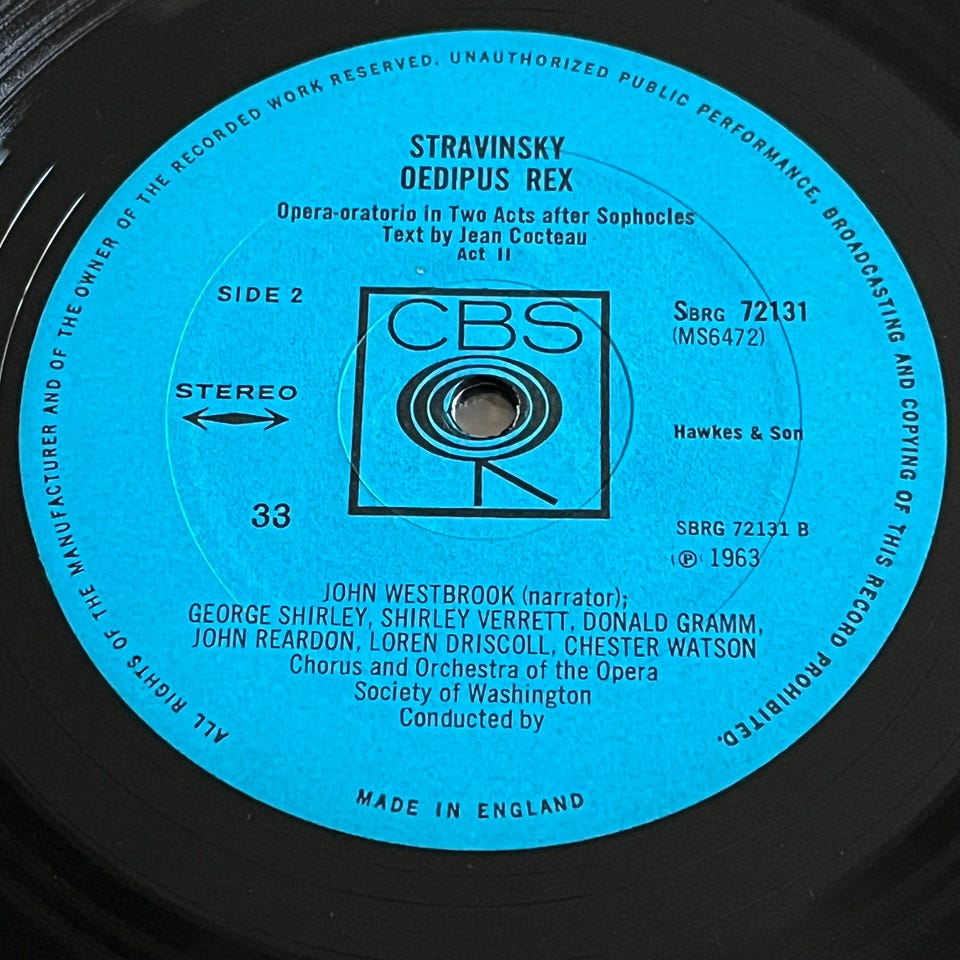 ALL RIGHTS OF THE MANUFACTURER AND OF THE OWNER OF THE RECORDED WORK RESERVED. UNAUTHORIZED PUBLIC PERFORMANCE, BROADCASTING AND COPYING OF THIS RECORD PROHIBITED.
STRAVINSKY
OEDIPUS REX
Opera-oratorio in Two Acts after Sophocles
Text by Jean Cocteau
Act II
SIDE 2
STEREO
33
CBS
SBRG 72131
(MS6472)
Hawkes & Son
SBRG 72131 B
(℗) 1963
JOHN WESTBROOK (narrator);
GEORGE SHIRLEY, SHIRLEY VERRETT, DONALD GRAMM,
JOHN REARDON, LOREN DRISCOLL, CHESTER WATSON
Chorus and Orchestra of the Opera
Society of Washington
Conducted by
MADE IN ENGLAND